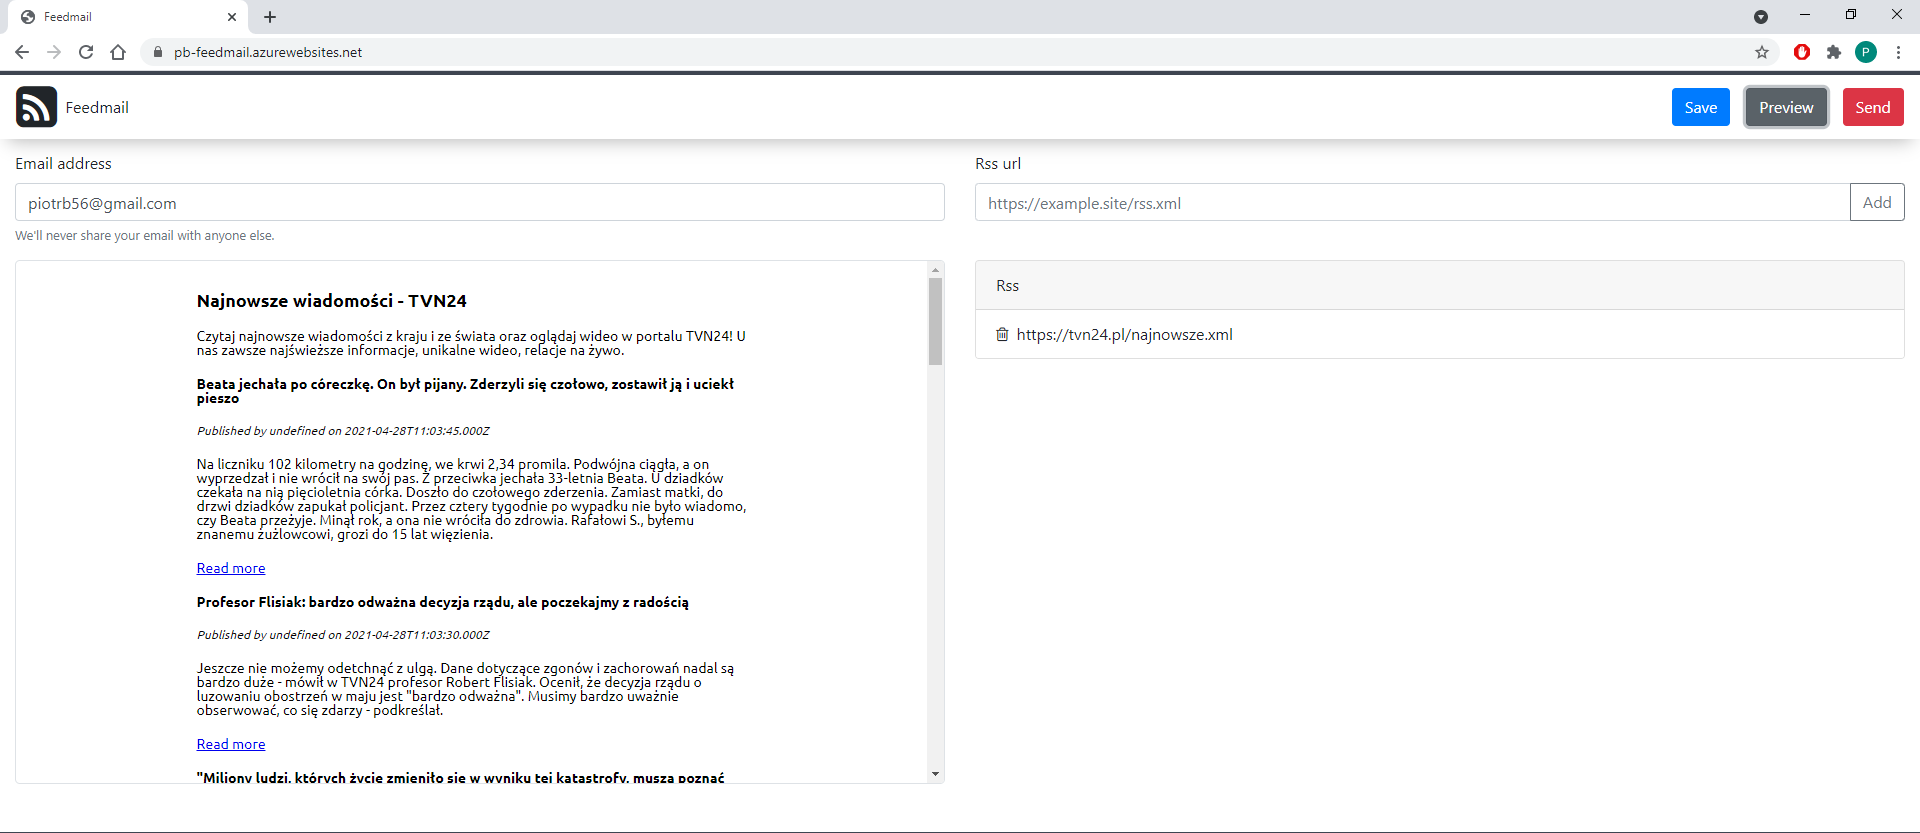 Feedmail
pb-feedmail.azurewebsites.net
P
Feedmail
Save
Preview
Send
Email address
Rss url
piotrb56@gmail.com
https://example.site/rss.xml
Add
We'll never share your email with anyone else.
Najnowsze wiadomości - TVN24
Czytaj najnowsze wiadomości z kraju i ze świata oraz oglądaj wideo w portalu TVN24! U
nas zawsze najświeższe informacje, unikalne wideo, relacje na żywo.
Beata jechała po córeczkę. On był pijany. Zderzyli się czołowo, zostawił ją i uciekł
pieszo
Published by undefined on 2021-04-28T11:03:45.000Z
Na liczniku 102 kilometry na godzinę, we krwi 2,34 promila. Podwójna ciągła, a on
wyprzedzał i nie wrócił na swój pas. Z przeciwka jechała 33-letnia Beata. U dziadków
czekała na nią pięcioletnia córka. Doszło do czołowego zderzenia. Zamiast matki, do
drzwi dziadków zapukał policjant. Przez cztery tygodnie po wypadku nie było wiadomo,
czy Beata przeżyje. Minął rok, a ona nie wróciła do zdrowia. Rafałowi S., byłemu
znanemu żużlowcowi, grozi do 15 lat więzienia.
Read more
Profesor Flisiak: bardzo odważna decyzja rządu, ale poczekajmy z radością
Published by undefined on 2021-04-28T11:03:30.000Z
Jeszcze nie możemy odetchnąć z ulgą. Dane dotyczące zgonów i zachorowań nadal są
bardzo duże - mówił w TVN24 profesor Robert Flisiak. Ocenił, że decyzja rządu o
luzowaniu obostrzeń w maju jest "bardzo odważna". Musimy bardzo uważnie
obserwować, co się zdarzy - podkreślał.
Read more
"Miliony ludzi, których życie zmieniło się w wyniku tej katastrofy, muszą poznać
Rss
https://tvn24.pl/najnowsze.xml